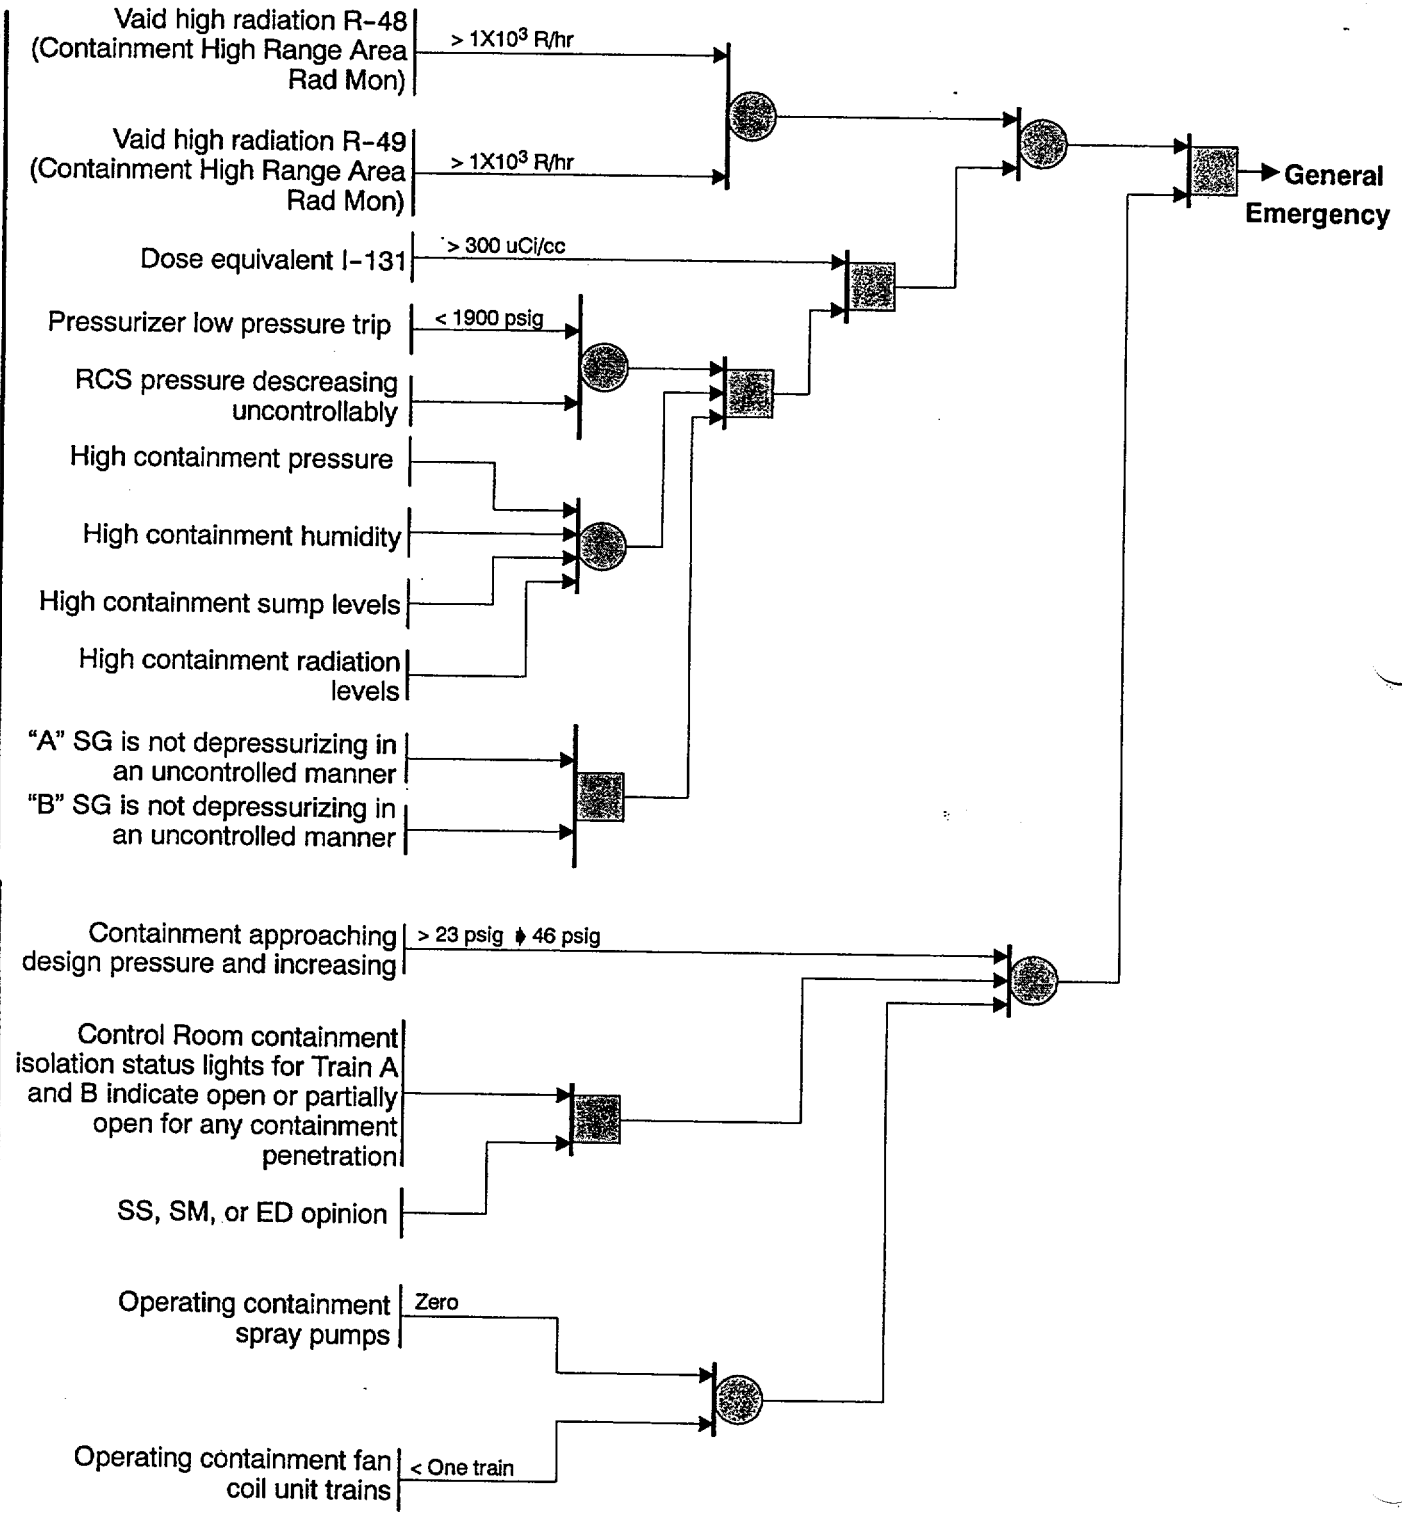 Vaid high radiation R-48
(Containment High Range Area
Rad Mon)
> 1X10³ R/hr
Vaid high radiation R-49
(Containment High Range Area
Rad Mon)
> 1X10³ R/hr
General
Emergency
Dose equivalent I-131
> 300 uCi/cc
Pressurizer low pressure trip
< 1900 psig
RCS pressure descreasing
uncontrollably
High containment pressure
High containment humidity
High containment sump levels
High containment radiation
levels
“A” SG is not depressurizing in
an uncontrolled manner
“B” SG is not depressurizing in
an uncontrolled manner
Containment approaching
design pressure and increasing
> 23 psig ➧ 46 psig
Control Room containment
isolation status lights for Train A
and B indicate open or partially
open for any containment
penetration
SS, SM, or ED opinion
Operating containment
spray pumps
Zero
Operating containment fan
coil unit trains
< One train